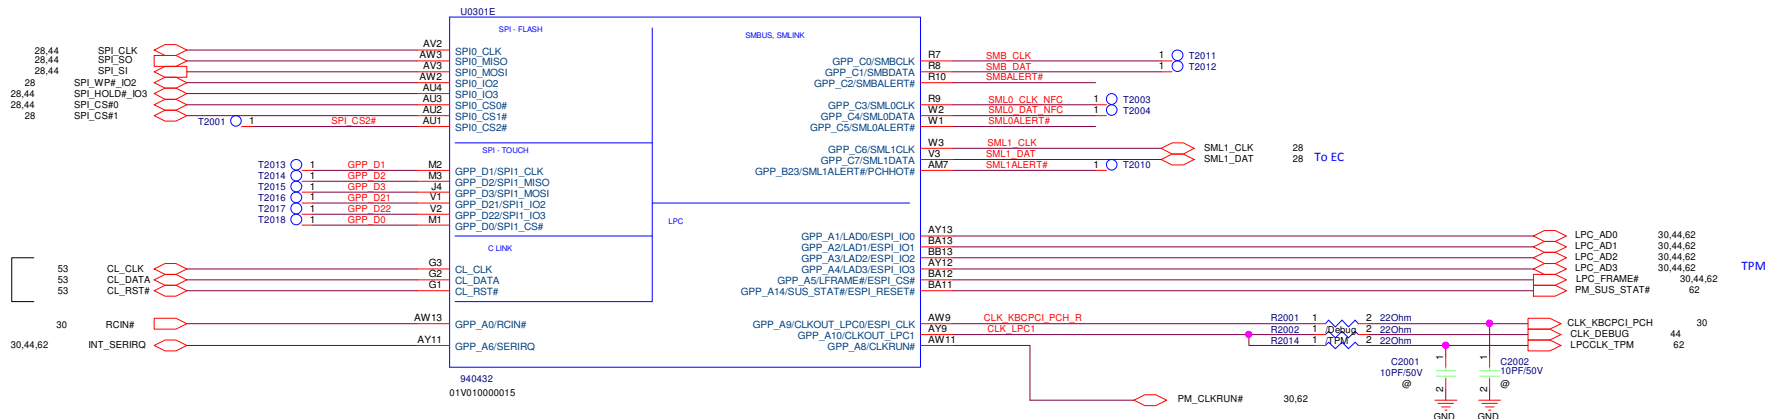 U0301E
SPI - FLASH
SMBUS, SMLINK
28,44 SPI_CLK AV2 SPI0_CLK
28,44 SPI_SO AW3 SPI0_MISO
28,44 SPI_SI AV3 SPI0_MOSI
28 SPI_WP#_IO2 AW2 SPI0_IO2
28,44 SPI_HOLD#_IO3 AU4 SPI0_IO3
28,44 SPI_CS#0 AU3 SPI0_CS0#
28 SPI_CS#1 AU2 SPI0_CS1#
T2001 1 SPI_CS2# AU1 SPI0_CS2#
GPP_C0/SMBCLK R7 SMB_CLK 1 T2011
GPP_C1/SMBDATA R8 SMB_DAT 1 T2012
GPP_C2/SMBALERT# R10 SMBALERT#
GPP_C3/SML0CLK R9 SML0_CLK_NFC 1 T2003
GPP_C4/SML0DATA W2 SML0_DAT_NFC 1 T2004
GPP_C5/SML0ALERT# W1 SML0ALERT#
GPP_C6/SML1CLK W3 SML1_CLK SML1_CLK 28
GPP_C7/SML1DATA V3 SML1_DAT SML1_DAT 28 To EC
GPP_B23/SML1ALERT#/PCHHOT# AM7 SML1ALERT# 1 T2010
SPI - TOUCH
T2013 1 GPP_D1 M2 GPP_D1/SPI1_CLK
T2014 1 GPP_D2 M3 GPP_D2/SPI1_MISO
T2015 1 GPP_D3 J4 GPP_D3/SPI1_MOSI
T2016 1 GPP_D21 V1 GPP_D21/SPI1_IO2
T2017 1 GPP_D22 V2 GPP_D22/SPI1_IO3
T2018 1 GPP_D0 M1 GPP_D0/SPI1_CS#
LPC
GPP_A1/LAD0/ESPI_IO0 AY13 LPC_AD0 30,44,62
GPP_A2/LAD1/ESPI_IO1 BA13 LPC_AD1 30,44,62
GPP_A3/LAD2/ESPI_IO2 BB13 LPC_AD2 30,44,62
GPP_A4/LAD3/ESPI_IO3 AY12 LPC_AD3 30,44,62 TPM
GPP_A5/LFRAME#/ESPI_CS# BA12 LPC_FRAME# 30,44,62
GPP_A14/SUS_STAT#/ESPI_RESET# BA11 PM_SUS_STAT# 62
C LINK
53 CL_CLK G3 CL_CLK
53 CL_DATA G2 CL_DATA
53 CL_RST# G1 CL_RST#
30 RCIN# AW13 GPP_A0/RCIN#
30,44,62 INT_SERIRQ AY11 GPP_A6/SERIRQ
GPP_A9/CLKOUT_LPC0/ESPI_CLK AW9 CLK_KBCPCI_PCH_R R2001 1 2 22Ohm CLK_KBCPCI_PCH 30
GPP_A10/CLKOUT_LPC1 AY9 CLK_LPC1 R2002 1 Debug 2 22Ohm CLK_DEBUG 44
GPP_A8/CLKRUN# AW11 R2014 1 TPM 2 22Ohm LPCCLK_TPM 62
C2001 1 2 10PF/50V @ GND
C2002 1 2 10PF/50V @ GND
940432
01V010000015
PM_CLKRUN# 30,62